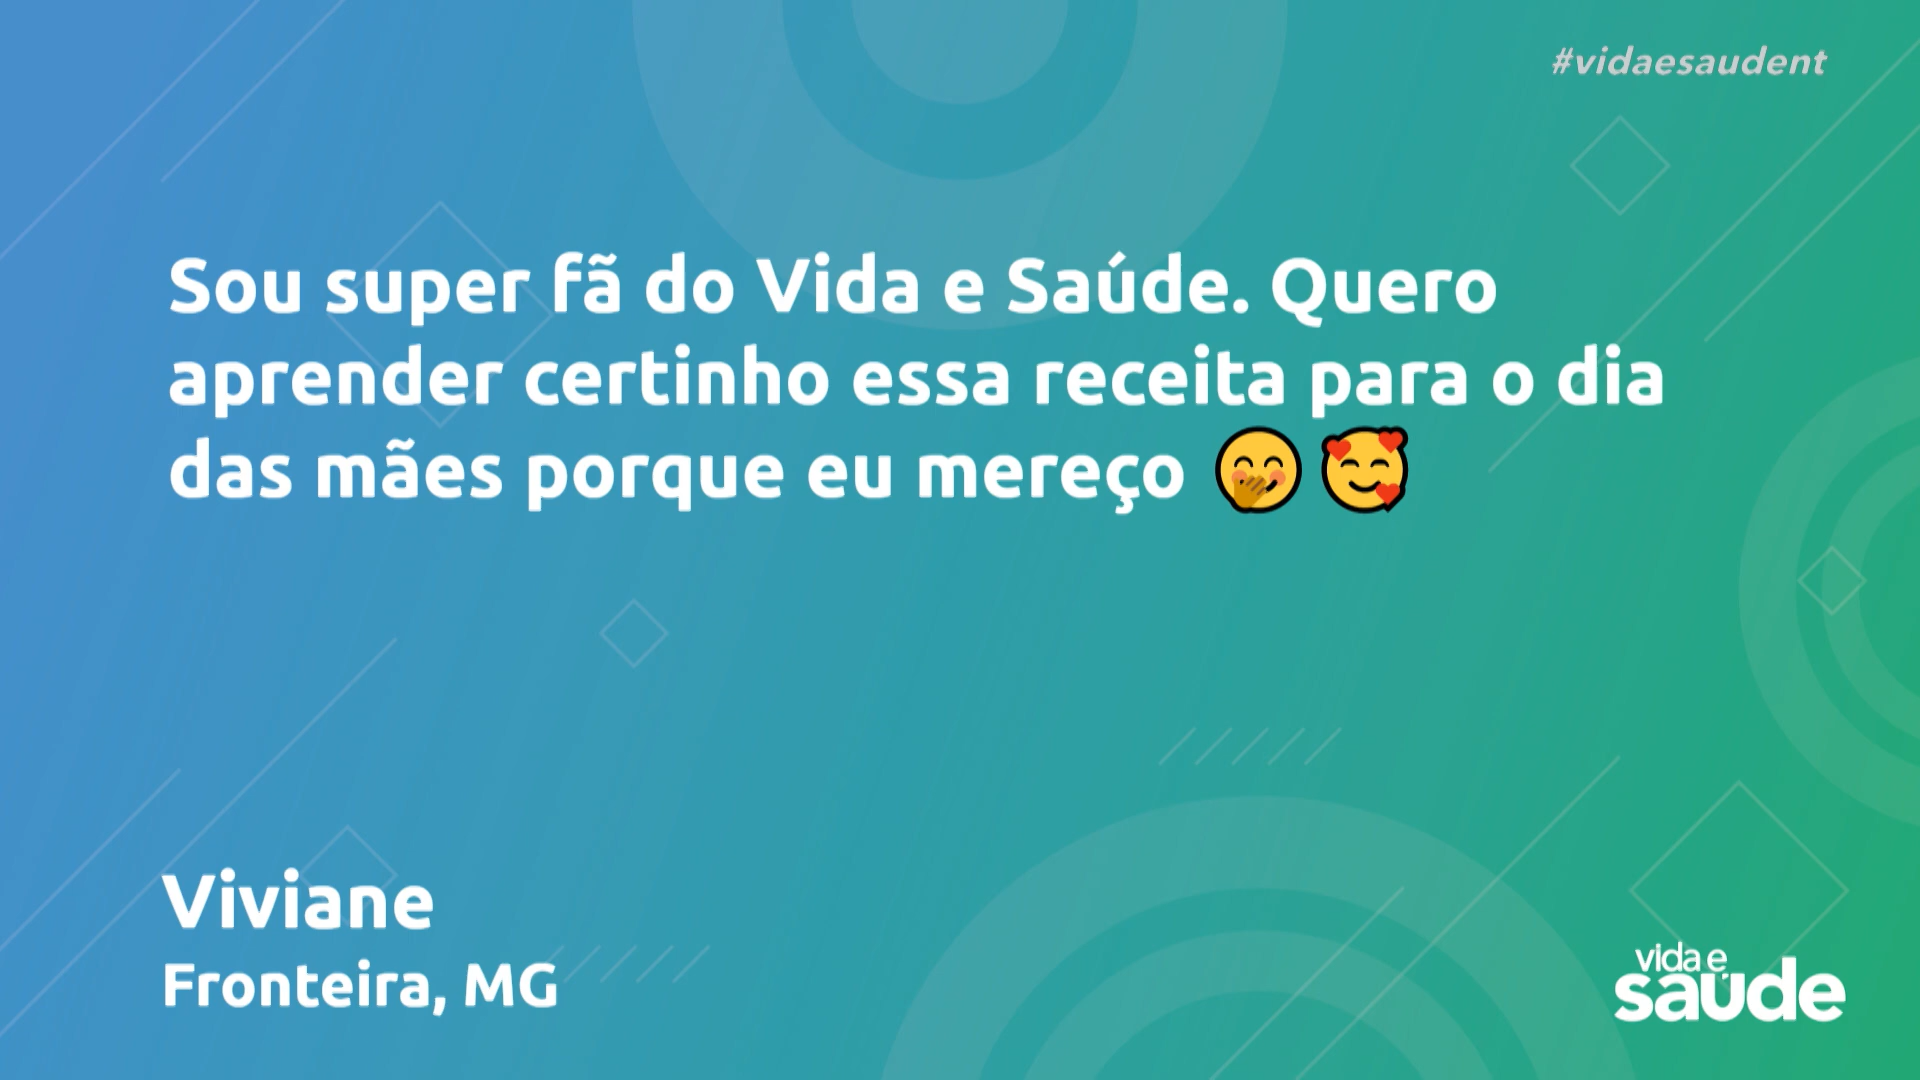 #vidaesaudent
Sou super fã do Vida e Saúde. Quero
aprender certinho essa receita para o dia
das mães porque eu mereço 🤭 🥰
Viviane
Fronteira, MG
vida e
saúde